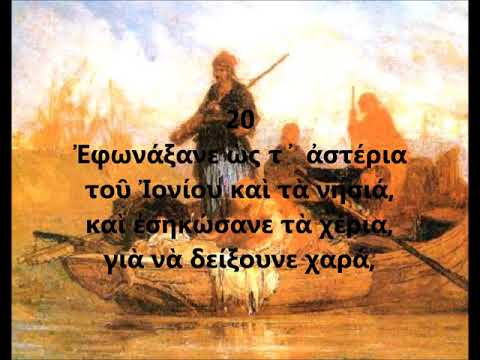 20
Ἐφωνάξανε ὡς τ᾿ ἀστέρια
τοῦ Ἰονίου καὶ τὰ νησιά,
καὶ ἐσηκώσανε τὰ χέρια,
γιὰ νὰ δείξουνε χαρά,